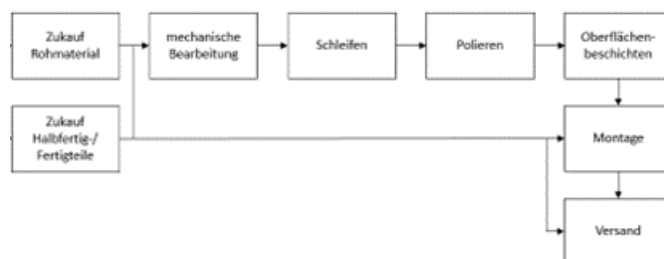 Zukauf
Rohmaterial
mechanische
Bearbeitung
Schleifen
Polieren
Oberflächen-
beschichten
Zukauf
Halbfertig-/
Fertigteile
Montage
Versand